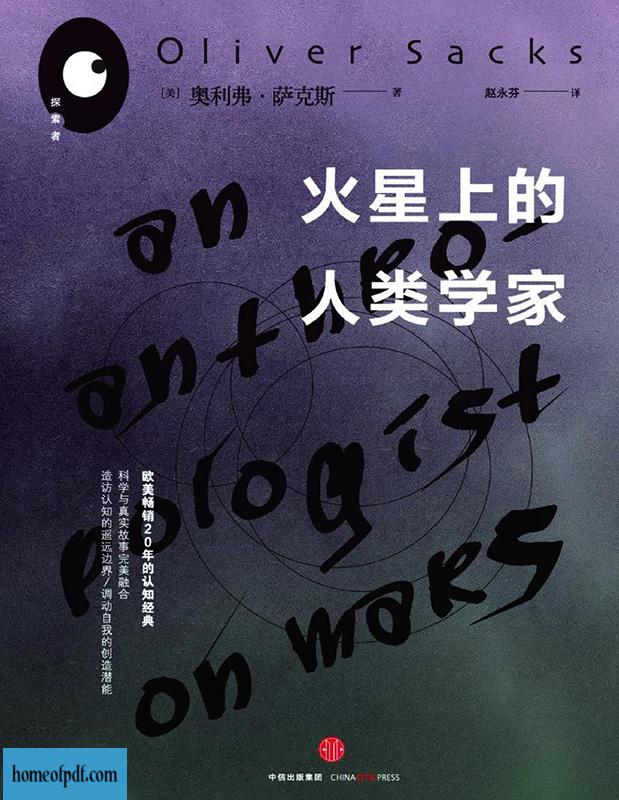 Oliver Sacks
[美] 奥利弗·萨克斯 著 赵永芬 译
探索者
火星上的
人类学家
an
anthro-
pologist
on mars
欧美畅销20年的认知经典
科学与真实故事完美融合
造访认知的遥远边界/调动自我的创造潜能
中信出版集团 CHINACITICPRESS
homeofpdf.com